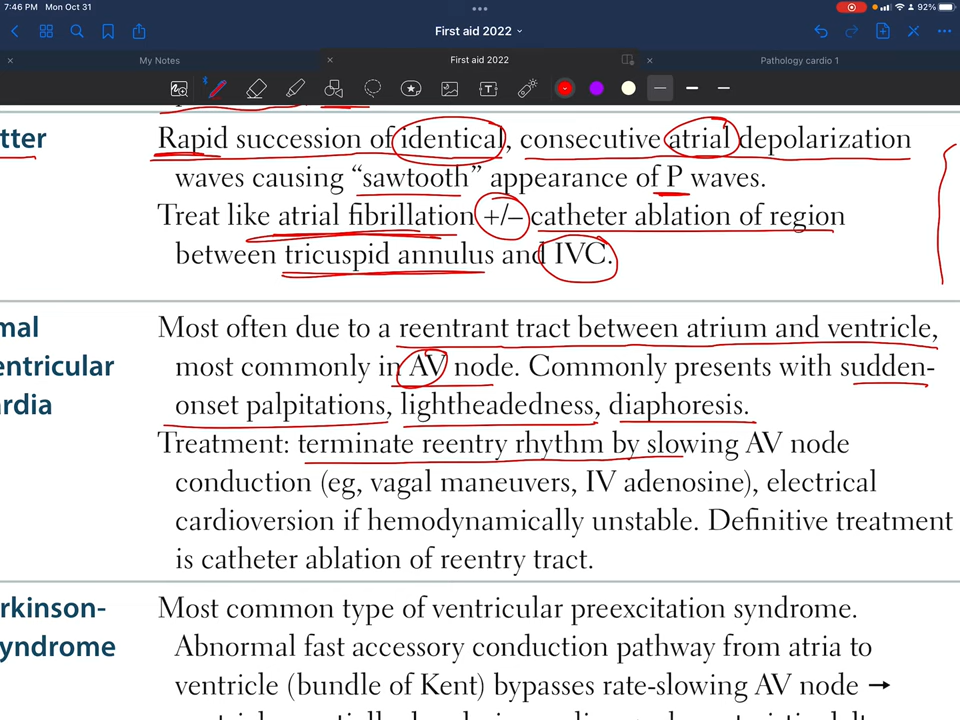 7:46 PM Mon Oct 31
92%
First aid 2022
My Notes
First aid 2022
Pathology cardio 1
tter
Rapid succession of identical, consecutive atrial depolarization
waves causing “sawtooth” appearance of P waves.
Treat like atrial fibrillation +/– catheter ablation of region
between tricuspid annulus and IVC.
mal
Most often due to a reentrant tract between atrium and ventricle,
entricular
most commonly in AV node. Commonly presents with sudden-
rdia
onset palpitations, lightheadedness, diaphoresis.
Treatment: terminate reentry rhythm by slowing AV node
conduction (eg, vagal maneuvers, IV adenosine), electrical
cardioversion if hemodynamically unstable. Definitive treatment
is catheter ablation of reentry tract.
rkinson-
Most common type of ventricular preexcitation syndrome.
yndrome
Abnormal fast accessory conduction pathway from atria to
ventricle (bundle of Kent) bypasses rate-slowing AV node →